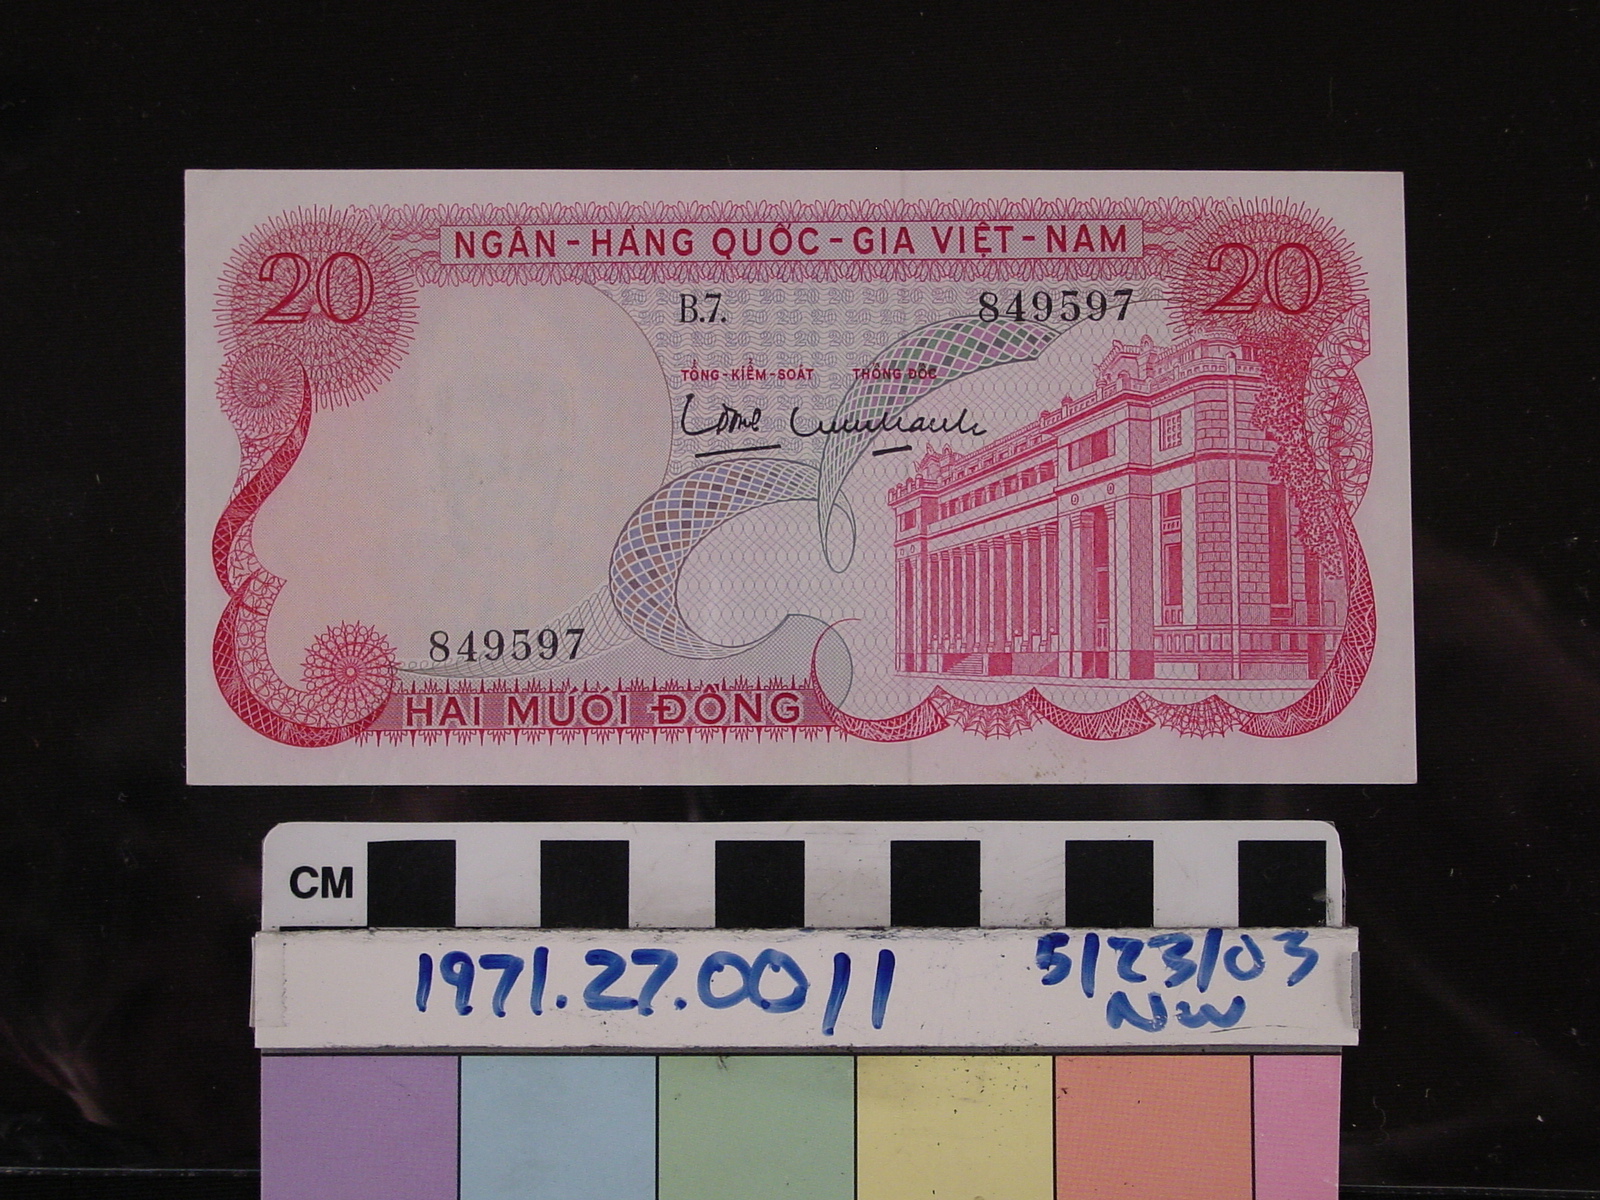 NGÂN-HÀNG QUỐC-GIA VIỆT-NAM
20
20
B.7.
849597
TỔNG-KIỂM-SOÁT
THỐNG ĐỐC
849597
HAI MƯƠI ĐỒNG
CM
1971.27.0011
5/23/03
NW